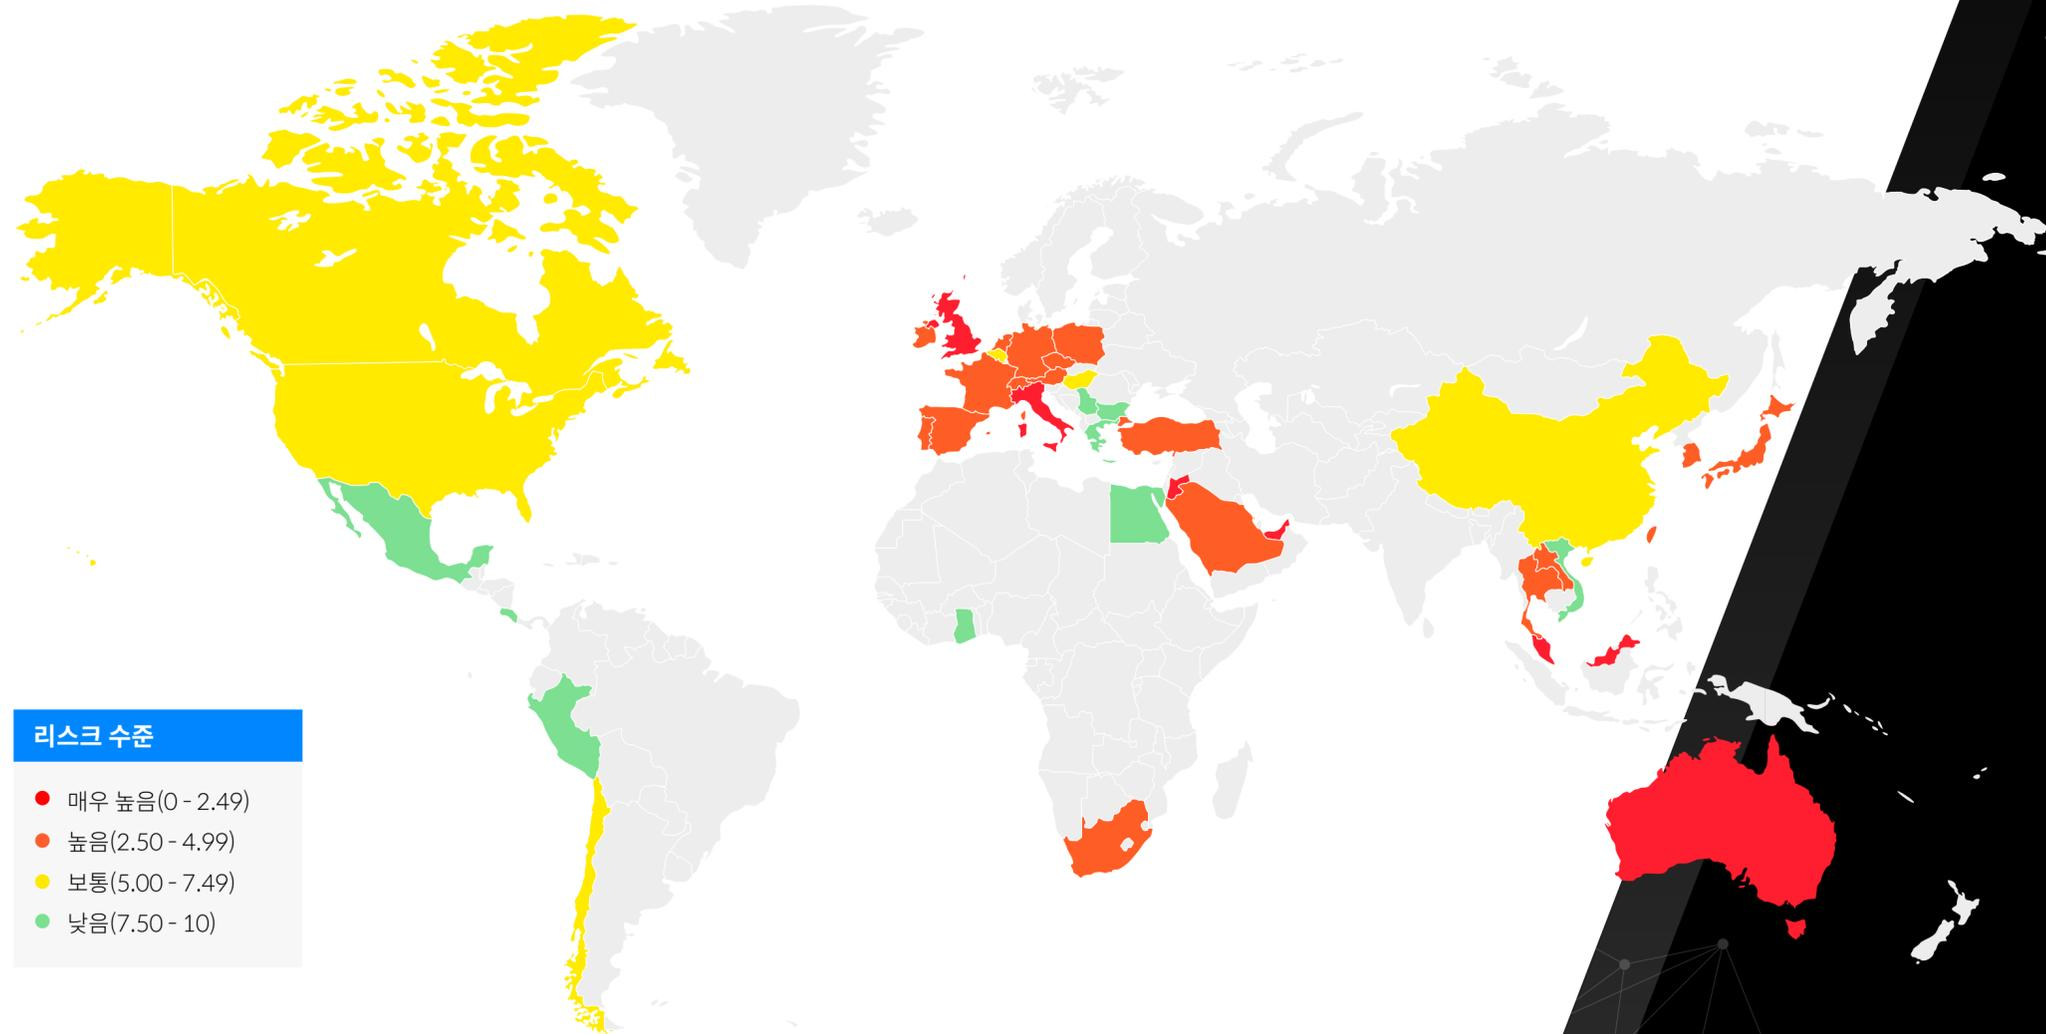 리스크 수준
매우 높음(0 - 2.49)
높음(2.50 - 4.99)
보통(5.00 - 7.49)
낮음(7.50 - 10)